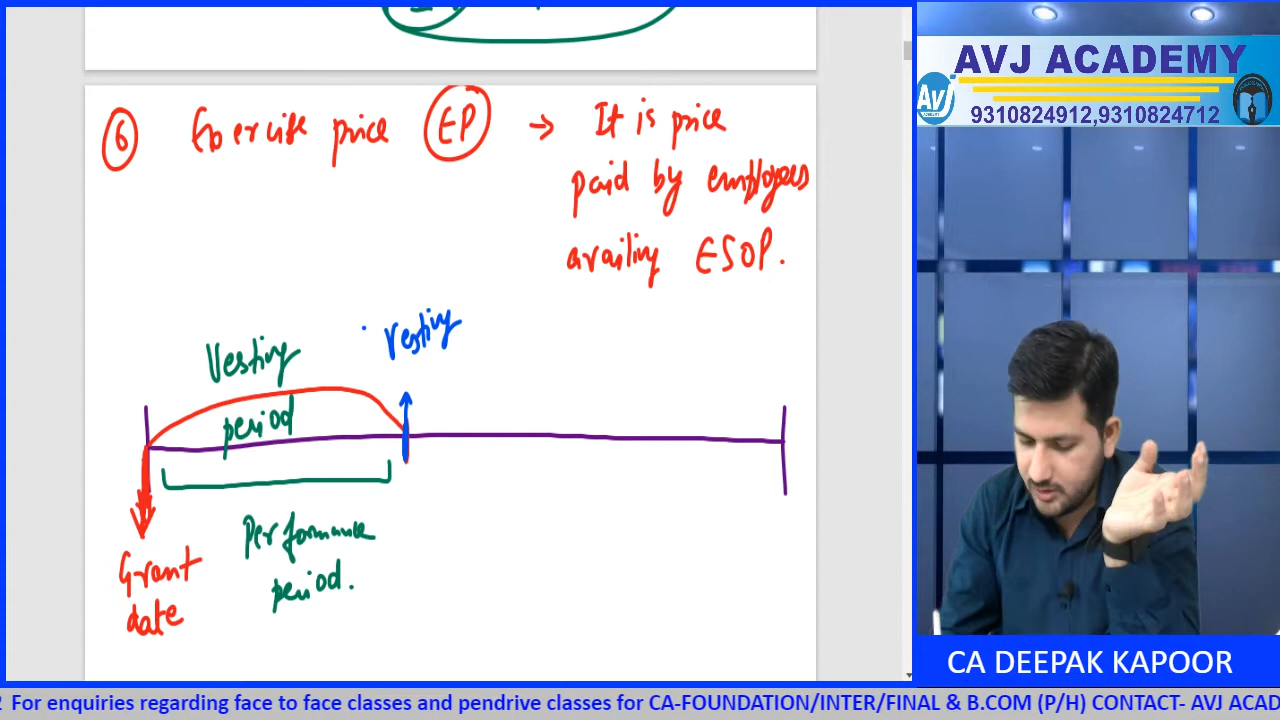 6 Exercise price EP → It is price
paid by employees
availing ESOP.
Vesting
period
Vesting
Performance
period.
Grant
date
AVJ ACADEMY
AVJ
9310824912,9310824712
CA DEEPAK KAPOOR
2 For enquiries regarding face to face classes and pendrive classes for CA-FOUNDATION/INTER/FINAL & B.COM (P/H) CONTACT- AVJ ACAD